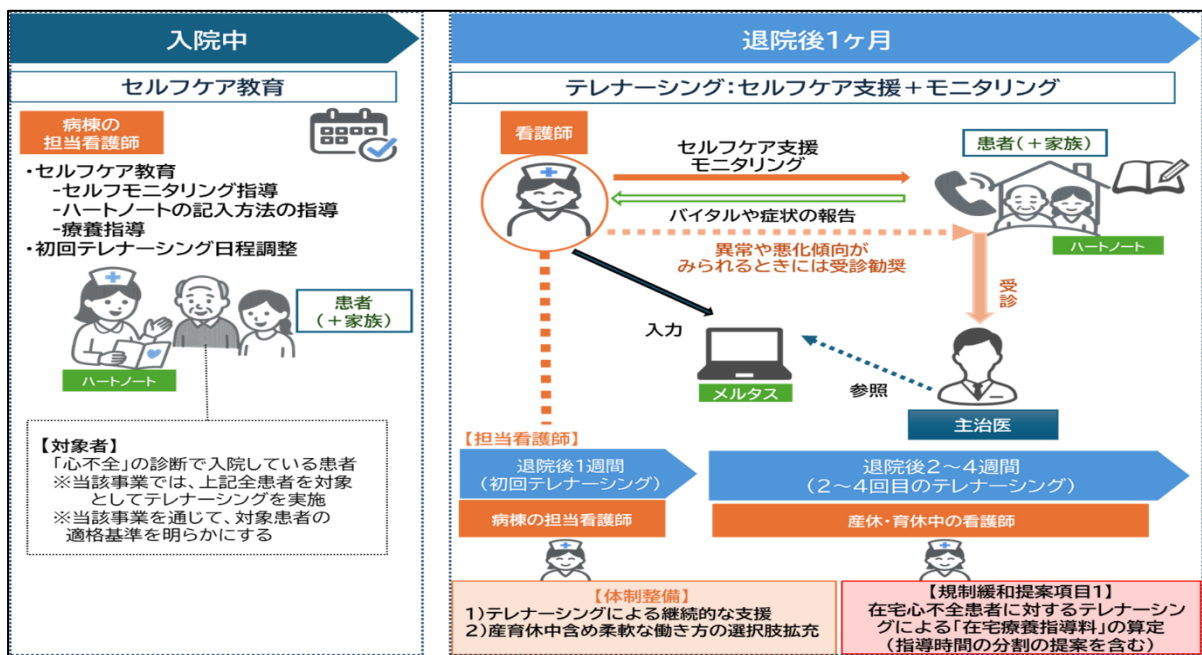 入院中
セルフケア教育
病棟の
担当看護師
・セルフケア教育
-セルフモニタリング指導
-ハートノートの記入方法の指導
-療養指導
・初回テレナーシング日程調整
患者
(+家族)
ハートノート
【対象者】
「心不全」の診断で入院している患者
※当該事業では、上記全患者を対象
としてテレナーシングを実施
※当該事業を通じて、対象患者の
適格基準を明らかにする
退院後1ヶ月
テレナーシング:セルフケア支援+モニタリング
看護師
セルフケア支援
モニタリング
患者(+家族)
バイタルや症状の報告
異常や悪化傾向が
みられるときには受診勧奨
ハートノート
受診
入力
メルタス
参照
主治医
【担当看護師】
退院後1週間
(初回テレナーシング)
退院後2~4週間
(2~4回目のテレナーシング)
病棟の担当看護師
産休・育休中の看護師
【体制整備】
1)テレナーシングによる継続的な支援
2)産育休中含め柔軟な働き方の選択肢拡充
【規制緩和提案項目1】
在宅心不全患者に対するテレナーシン
グによる「在宅療養指導料」の算定
(指導時間の分割の提案を含む)